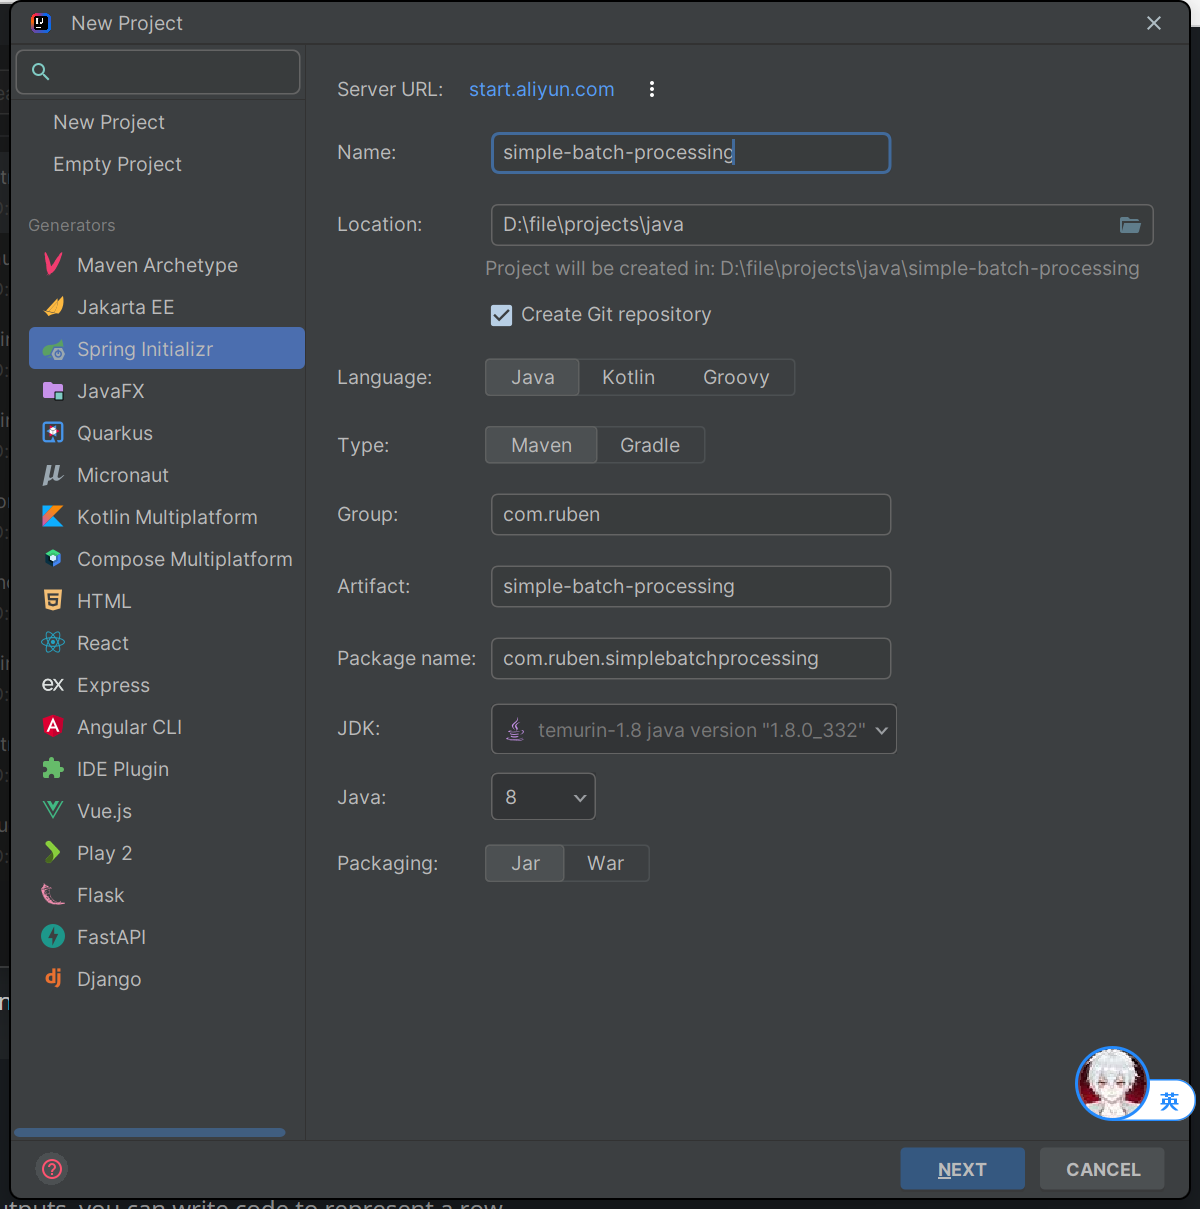 New Project
New Project
Empty Project
Generators
Maven Archetype
Jakarta EE
Spring Initializr
JavaFX
Quarkus
Micronaut
Kotlin Multiplatform
Compose Multiplatform
HTML
React
Express
Angular CLI
IDE Plugin
Vue.js
Play 2
Flask
FastAPI
Django
Server URL: start.aliyun.com
Name: simple-batch-processing
Location: D:\file\projects\java
Project will be created in: D:\file\projects\java\simple-batch-processing
Create Git repository
Language: Java Kotlin Groovy
Type: Maven Gradle
Group: com.ruben
Artifact: simple-batch-processing
Package name: com.ruben.simplebatchprocessing
JDK: temurin-1.8 java version "1.8.0_332"
Java: 8
Packaging: Jar War
英
NEXT CANCEL
you can write code to represent a row